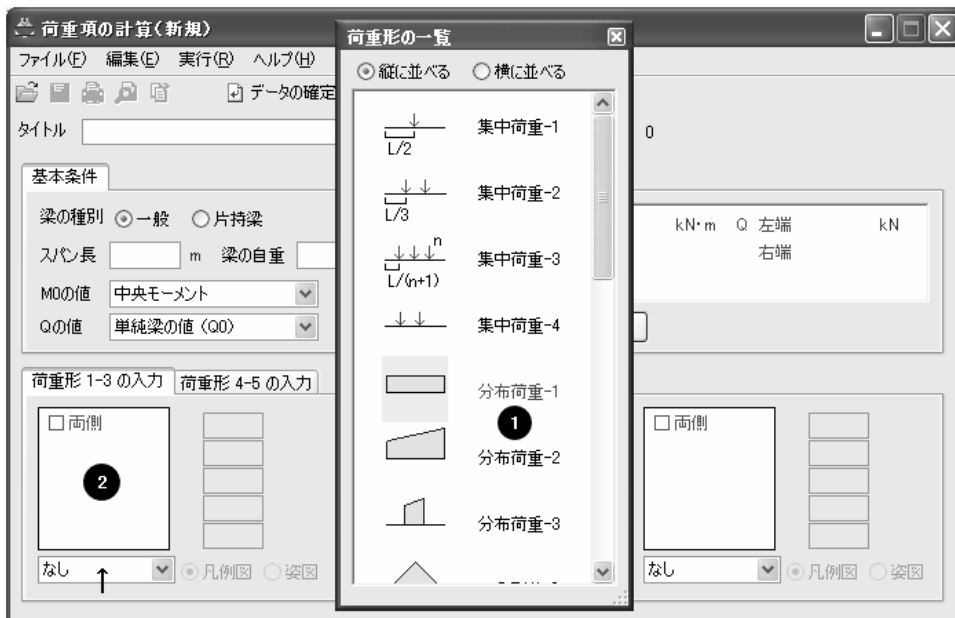 荷重項の計算(新規)
ファイル(F) 編集(E) 実行(R) ヘルプ(H)
データの確定
タイトル
0
基本条件
梁の種別 一般 片持梁
スパン長 m 梁の自重
M0の値 中央モーメント
Qの値 単純梁の値 (Q0)
kN・m Q 左端 kN
右端
荷重形 1-3 の入力 荷重形 4-5 の入力
両側
2
なし 凡例図 姿図
荷重形の一覧
縦に並べる 横に並べる
L/2 集中荷重-1
L/3 集中荷重-2
n
L/(n+1) 集中荷重-3
集中荷重-4
分布荷重-1
1
分布荷重-2
分布荷重-3
両側
なし 凡例図 姿図